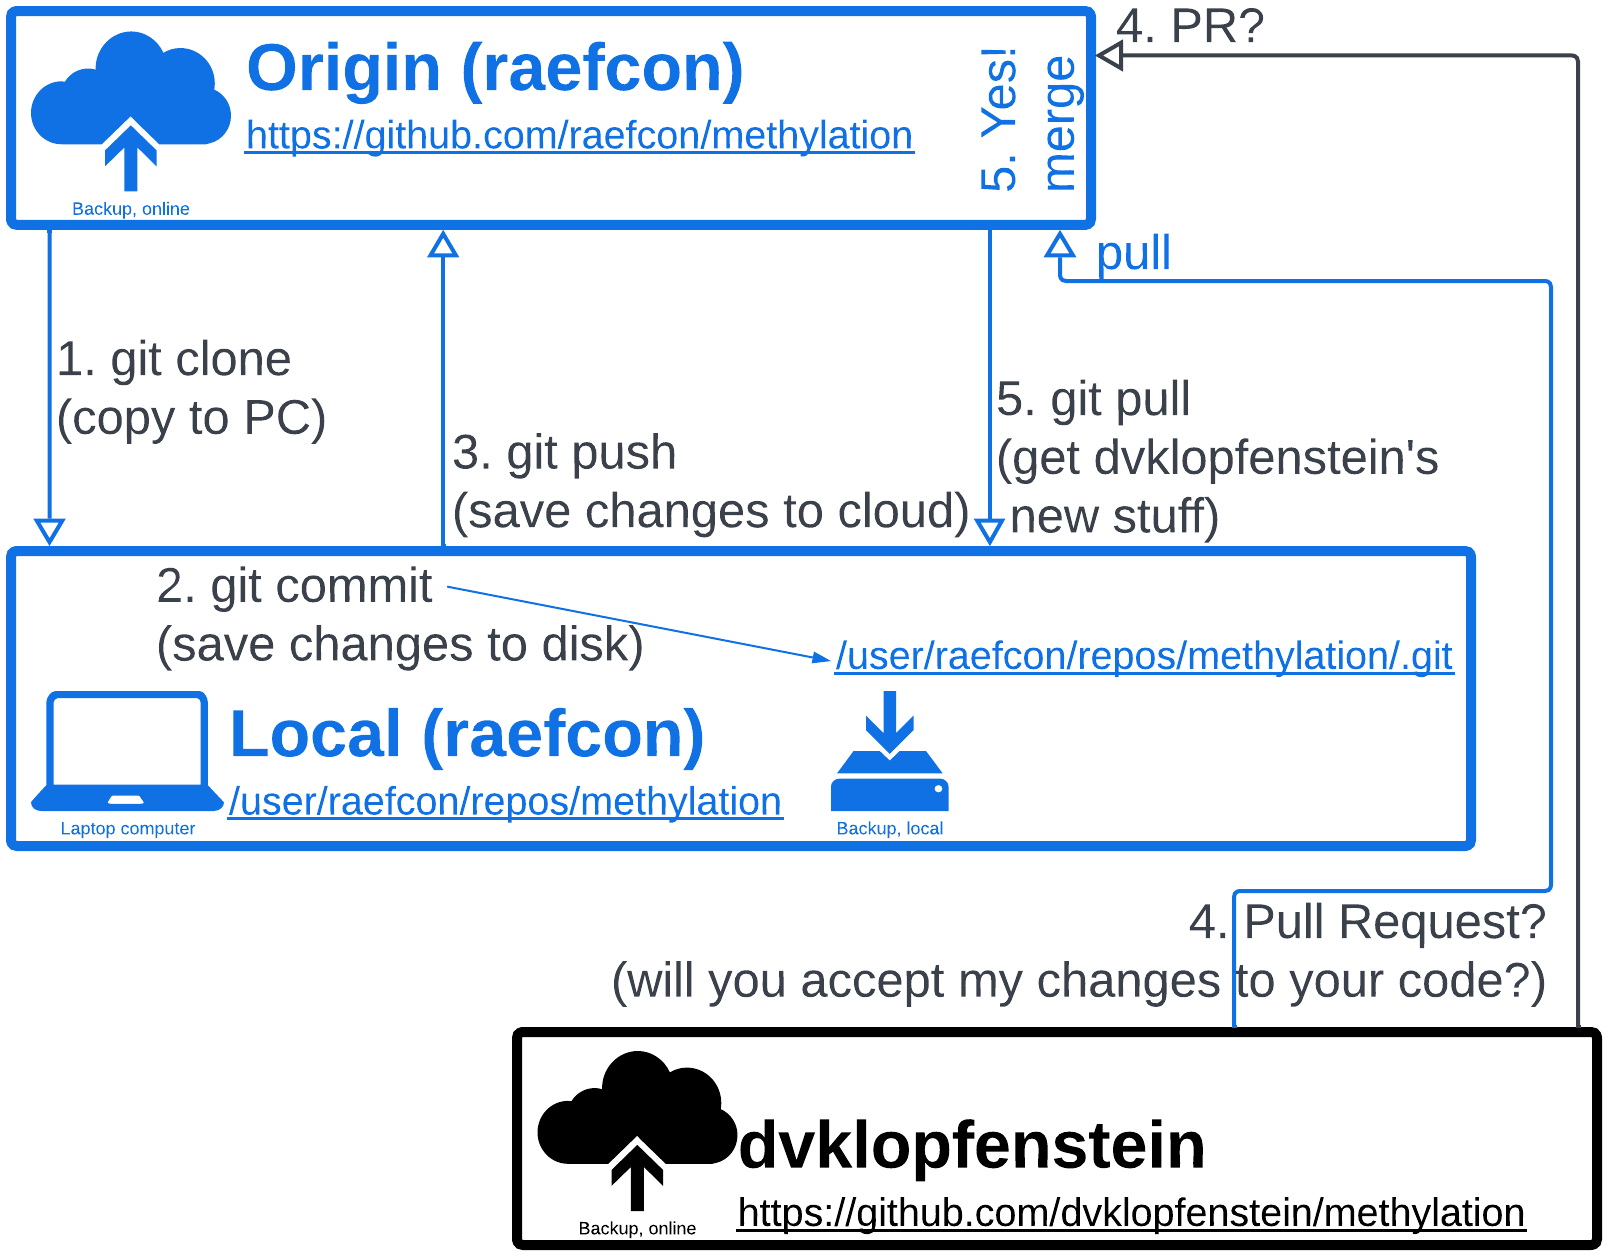 4. PR?
Origin (raefcon)
https://github.com/raefcon/methylation
Backup, online
5. Yes!
merge
pull
1. git clone
(copy to PC)
3. git push
(save changes to cloud)
5. git pull
(get dvklopfenstein's
new stuff)
2. git commit
(save changes to disk)
/user/raefcon/repos/methylation/.git
Local (raefcon)
/user/raefcon/repos/methylation
Laptop computer
Backup, local
4. Pull Request?
(will you accept my changes to your code?)
dvklopfenstein
https://github.com/dvklopfenstein/methylation
Backup, online